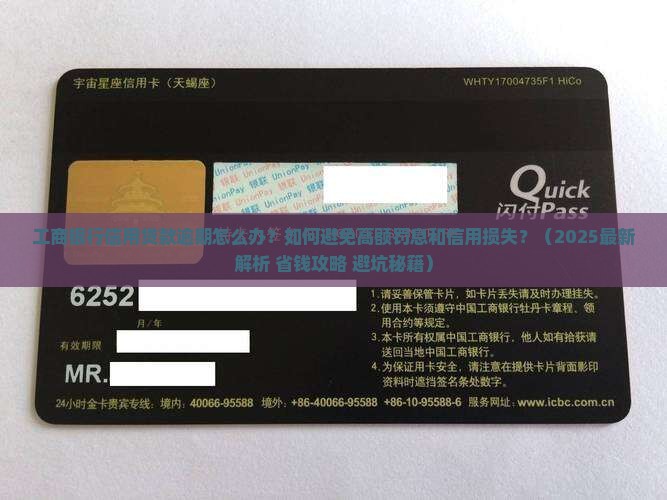 宇宙星座信用卡（天蝎座）
WHTY17004735F1 HiCo
UnionPay 银联 UnionPay 银联 UnionPay
Quick
闪付Pass
工商银行信用贷款逾期怎么办？如何避免高额罚息和信用损失？（2025最新
解析 省钱攻略 避坑秘籍）
6252
月/年
有效期限
MR.
1.请妥善保管卡片，如卡片丢失请及时办理挂失。
2.使用本卡须遵守中国工商银行牡丹卡章程、领
用合约等规定。
3.本卡所有权属中国工商银行，他人如有拾获请
送回当地中国工商银行。
4.为保证用卡安全，请注意在提供卡片背面影印
资料时遮挡签名条处数字。
24小时金卡贵宾专线：境内：40066-95588 境外：+86-40066-95588 +86-10-95588-6 服务网址：www.icbc.com.cn